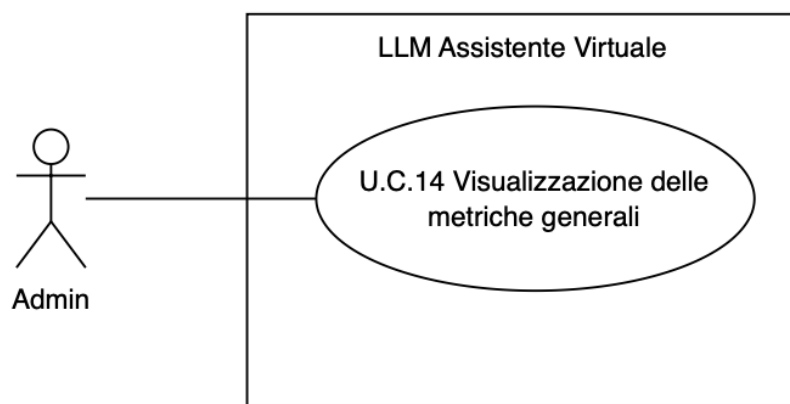 LLM Assistente Virtuale
U.C.14 Visualizzazione delle
metriche generali
Admin